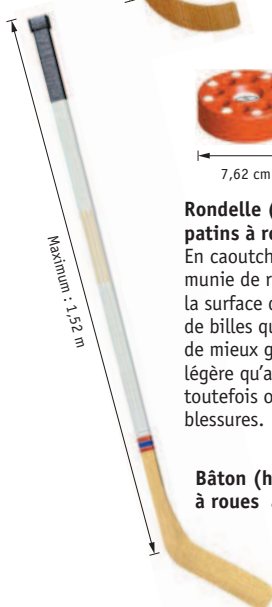 7,62 cm
Rondelle (
patins à ro
En caoutch
munie de r
la surface d
de billes qu
de mieux g
légère qu'a
toutefois o
blessures.
Maximum : 1,52 m
Bâton (h
à roues